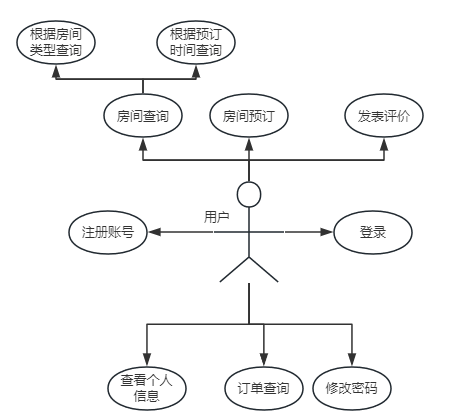 根据房间
类型查询
根据预订
时间查询
房间查询
房间预订
发表评价
用户
注册账号
登录
查看个人
信息
订单查询
修改密码